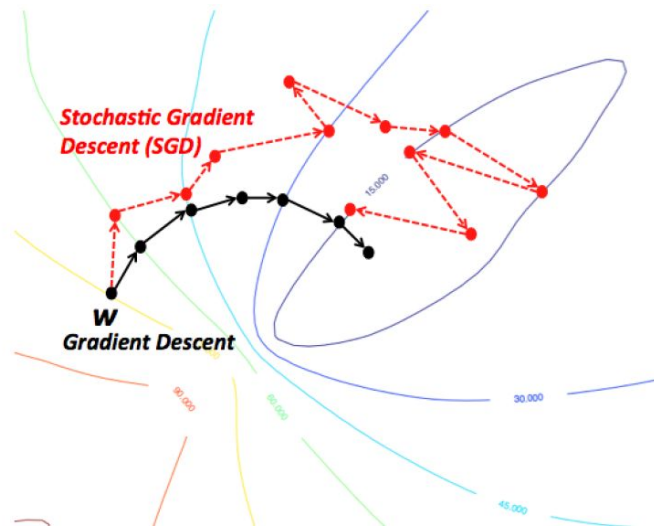 Stochastic Gradient
Descent (SGD)
15.000
W
Gradient Descent
90.000
60.000
30.000
45.000